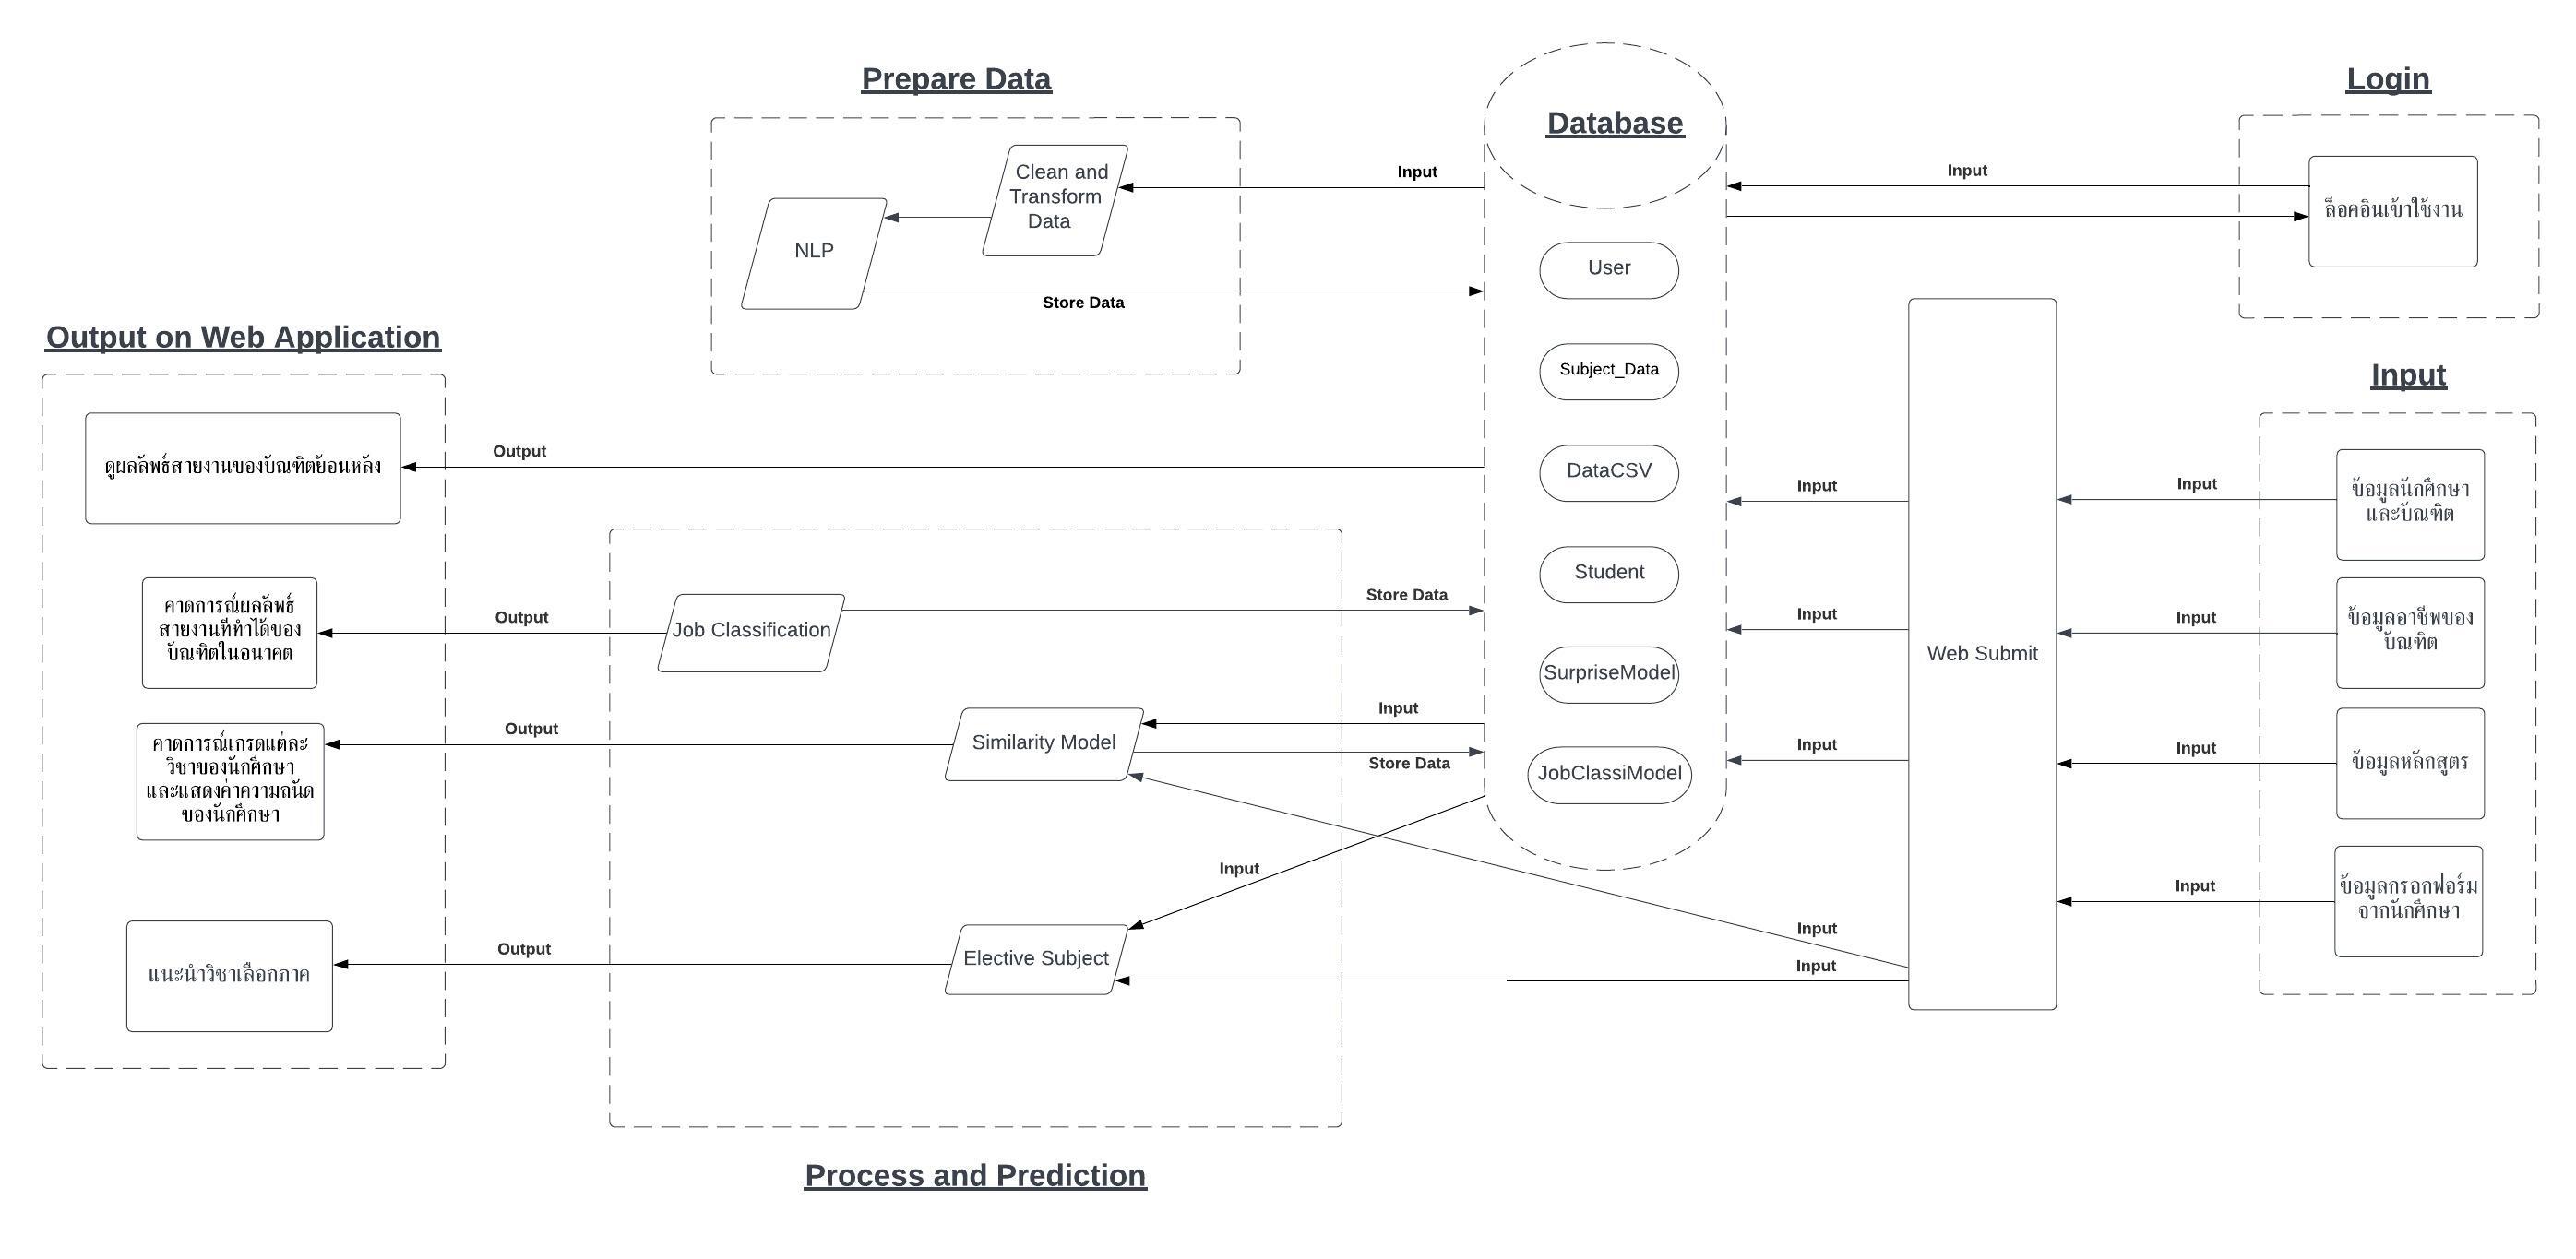 Prepare Data
Clean and
Transform
Data
NLP
Input
Store Data
Database
User
Subject_Data
DataCSV
Student
SurpriseModel
JobClassiModel
Login
Input
ล็อคอินเข้าใช้งาน
Output on Web Application
ดูผลลัพธ์สายงานของบัณฑิตย้อนหลัง
คาดการณ์ผลลัพธ์
สายงานที่ทำได้ของ
บัณฑิตในอนาคต
คาดการณ์เกรดแต่ละ
วิชาของนักศึกษา
และแสดงค่าความถนัด
ของนักศึกษา
แนะนำวิชาเลือกภาค
Output
Output
Output
Output
Job Classification
Store Data
Similarity Model
Input
Store Data
Input
Elective Subject
Process and Prediction
Input
Input
Input
Input
Input
Web Submit
Input
Input
Input
Input
Input
ข้อมูลนักศึกษา
และบัณฑิต
ข้อมูลอาชีพของ
บัณฑิต
ข้อมูลหลักสูตร
ข้อมูลกรอกฟอร์ม
จากนักศึกษา